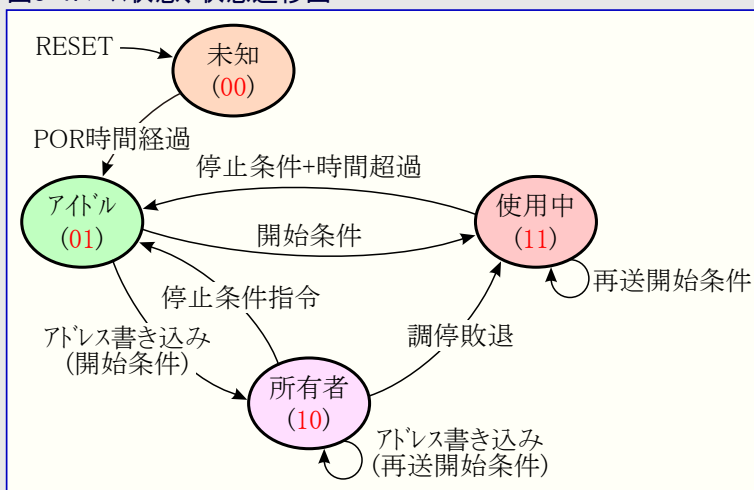 RESET
未知
(00)
POR時間経過
停止条件+時間超過
アイドル
(01)
使用中
(11)
開始条件
再送開始条件
停止条件指令
アドレス書き込み
(開始条件)
調停敗退
所有者
(10)
アドレス書き込み
(再送開始条件)